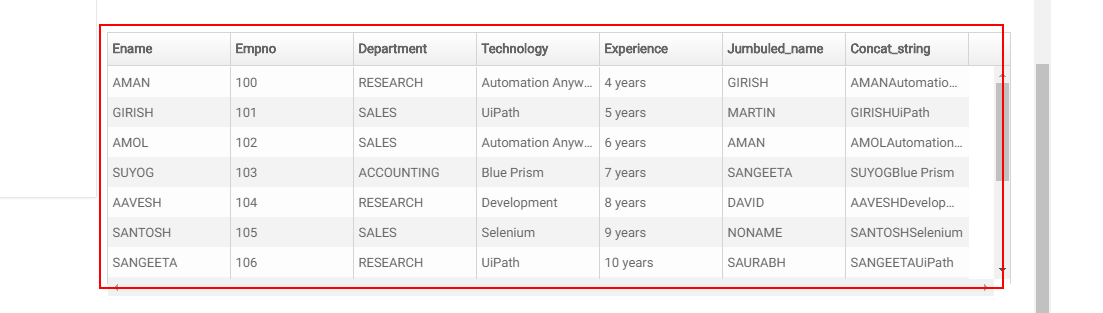 Ename Empno Department Technology Experience Jumbuled_name Concat_string
AMAN 100 RESEARCH Automation Anyw... 4 years GIRISH AMANAutomatio...
GIRISH 101 SALES UiPath 5 years MARTIN GIRISHUiPath
AMOL 102 SALES Automation Anyw... 6 years AMAN AMOLAutomation...
SUYOG 103 ACCOUNTING Blue Prism 7 years SANGEETA SUYOGBlue Prism
AAVESH 104 RESEARCH Development 8 years DAVID AAVESHDevelop...
SANTOSH 105 SALES Selenium 9 years NONAME SANTOSHSelenium
SANGEETA 106 RESEARCH UiPath 10 years SAURABH SANGEETAUiPath